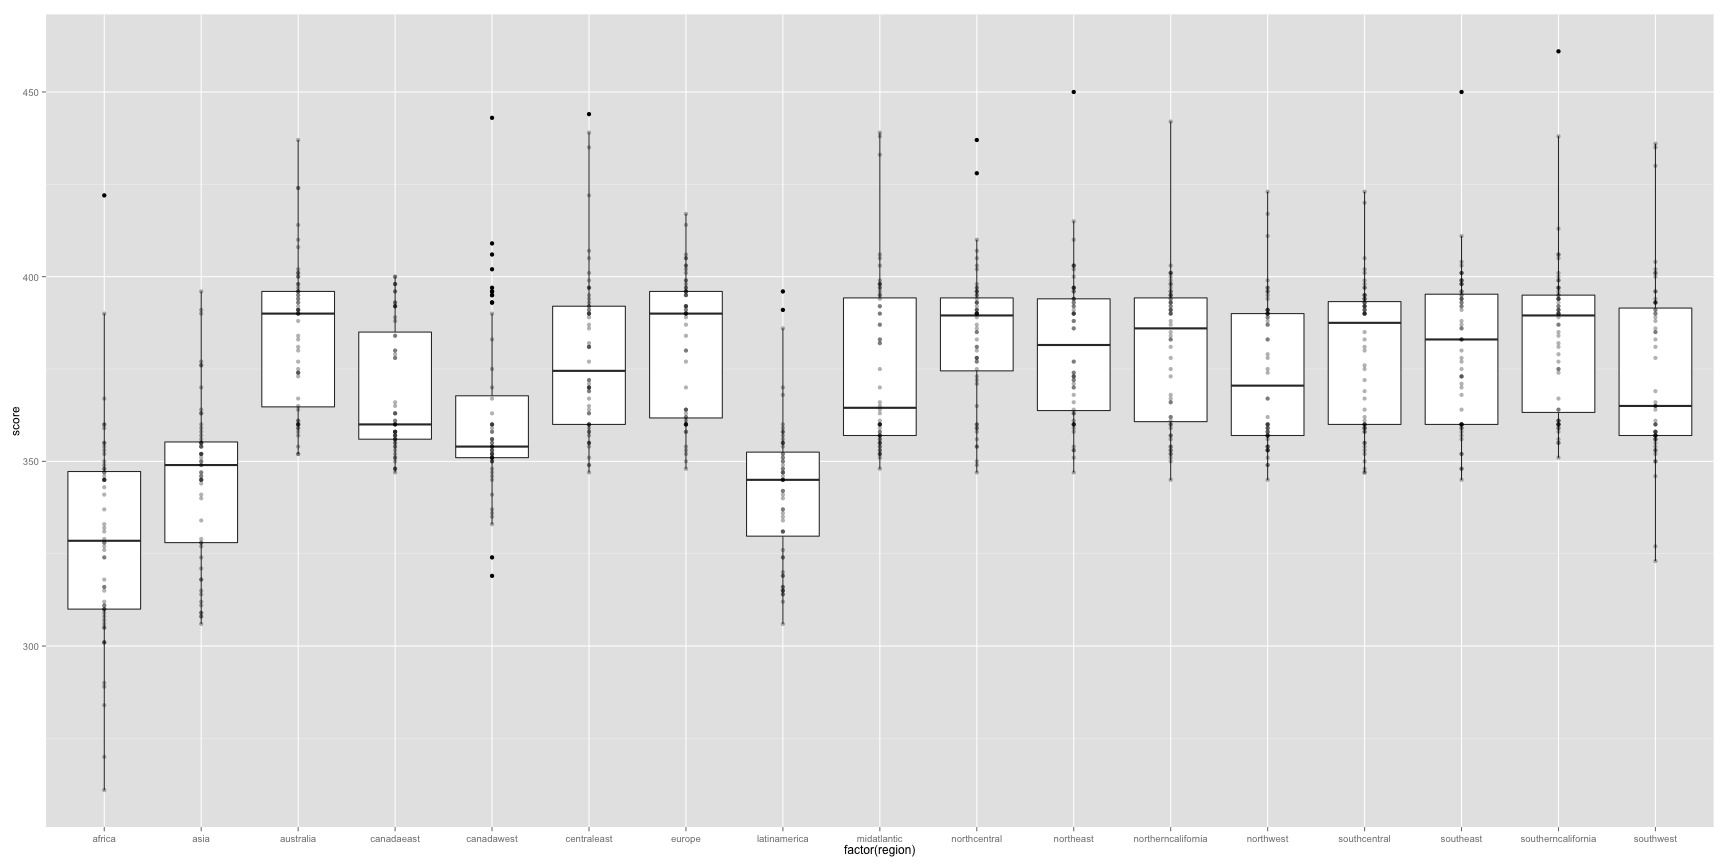 450
400
350
300
score
africa asia australia canadaeast canadawest centraleast europe latinamerica midatlantic northcentral northeast northerncalifornia northwest southcentral southeast southerncalifornia southwest
factor(region)